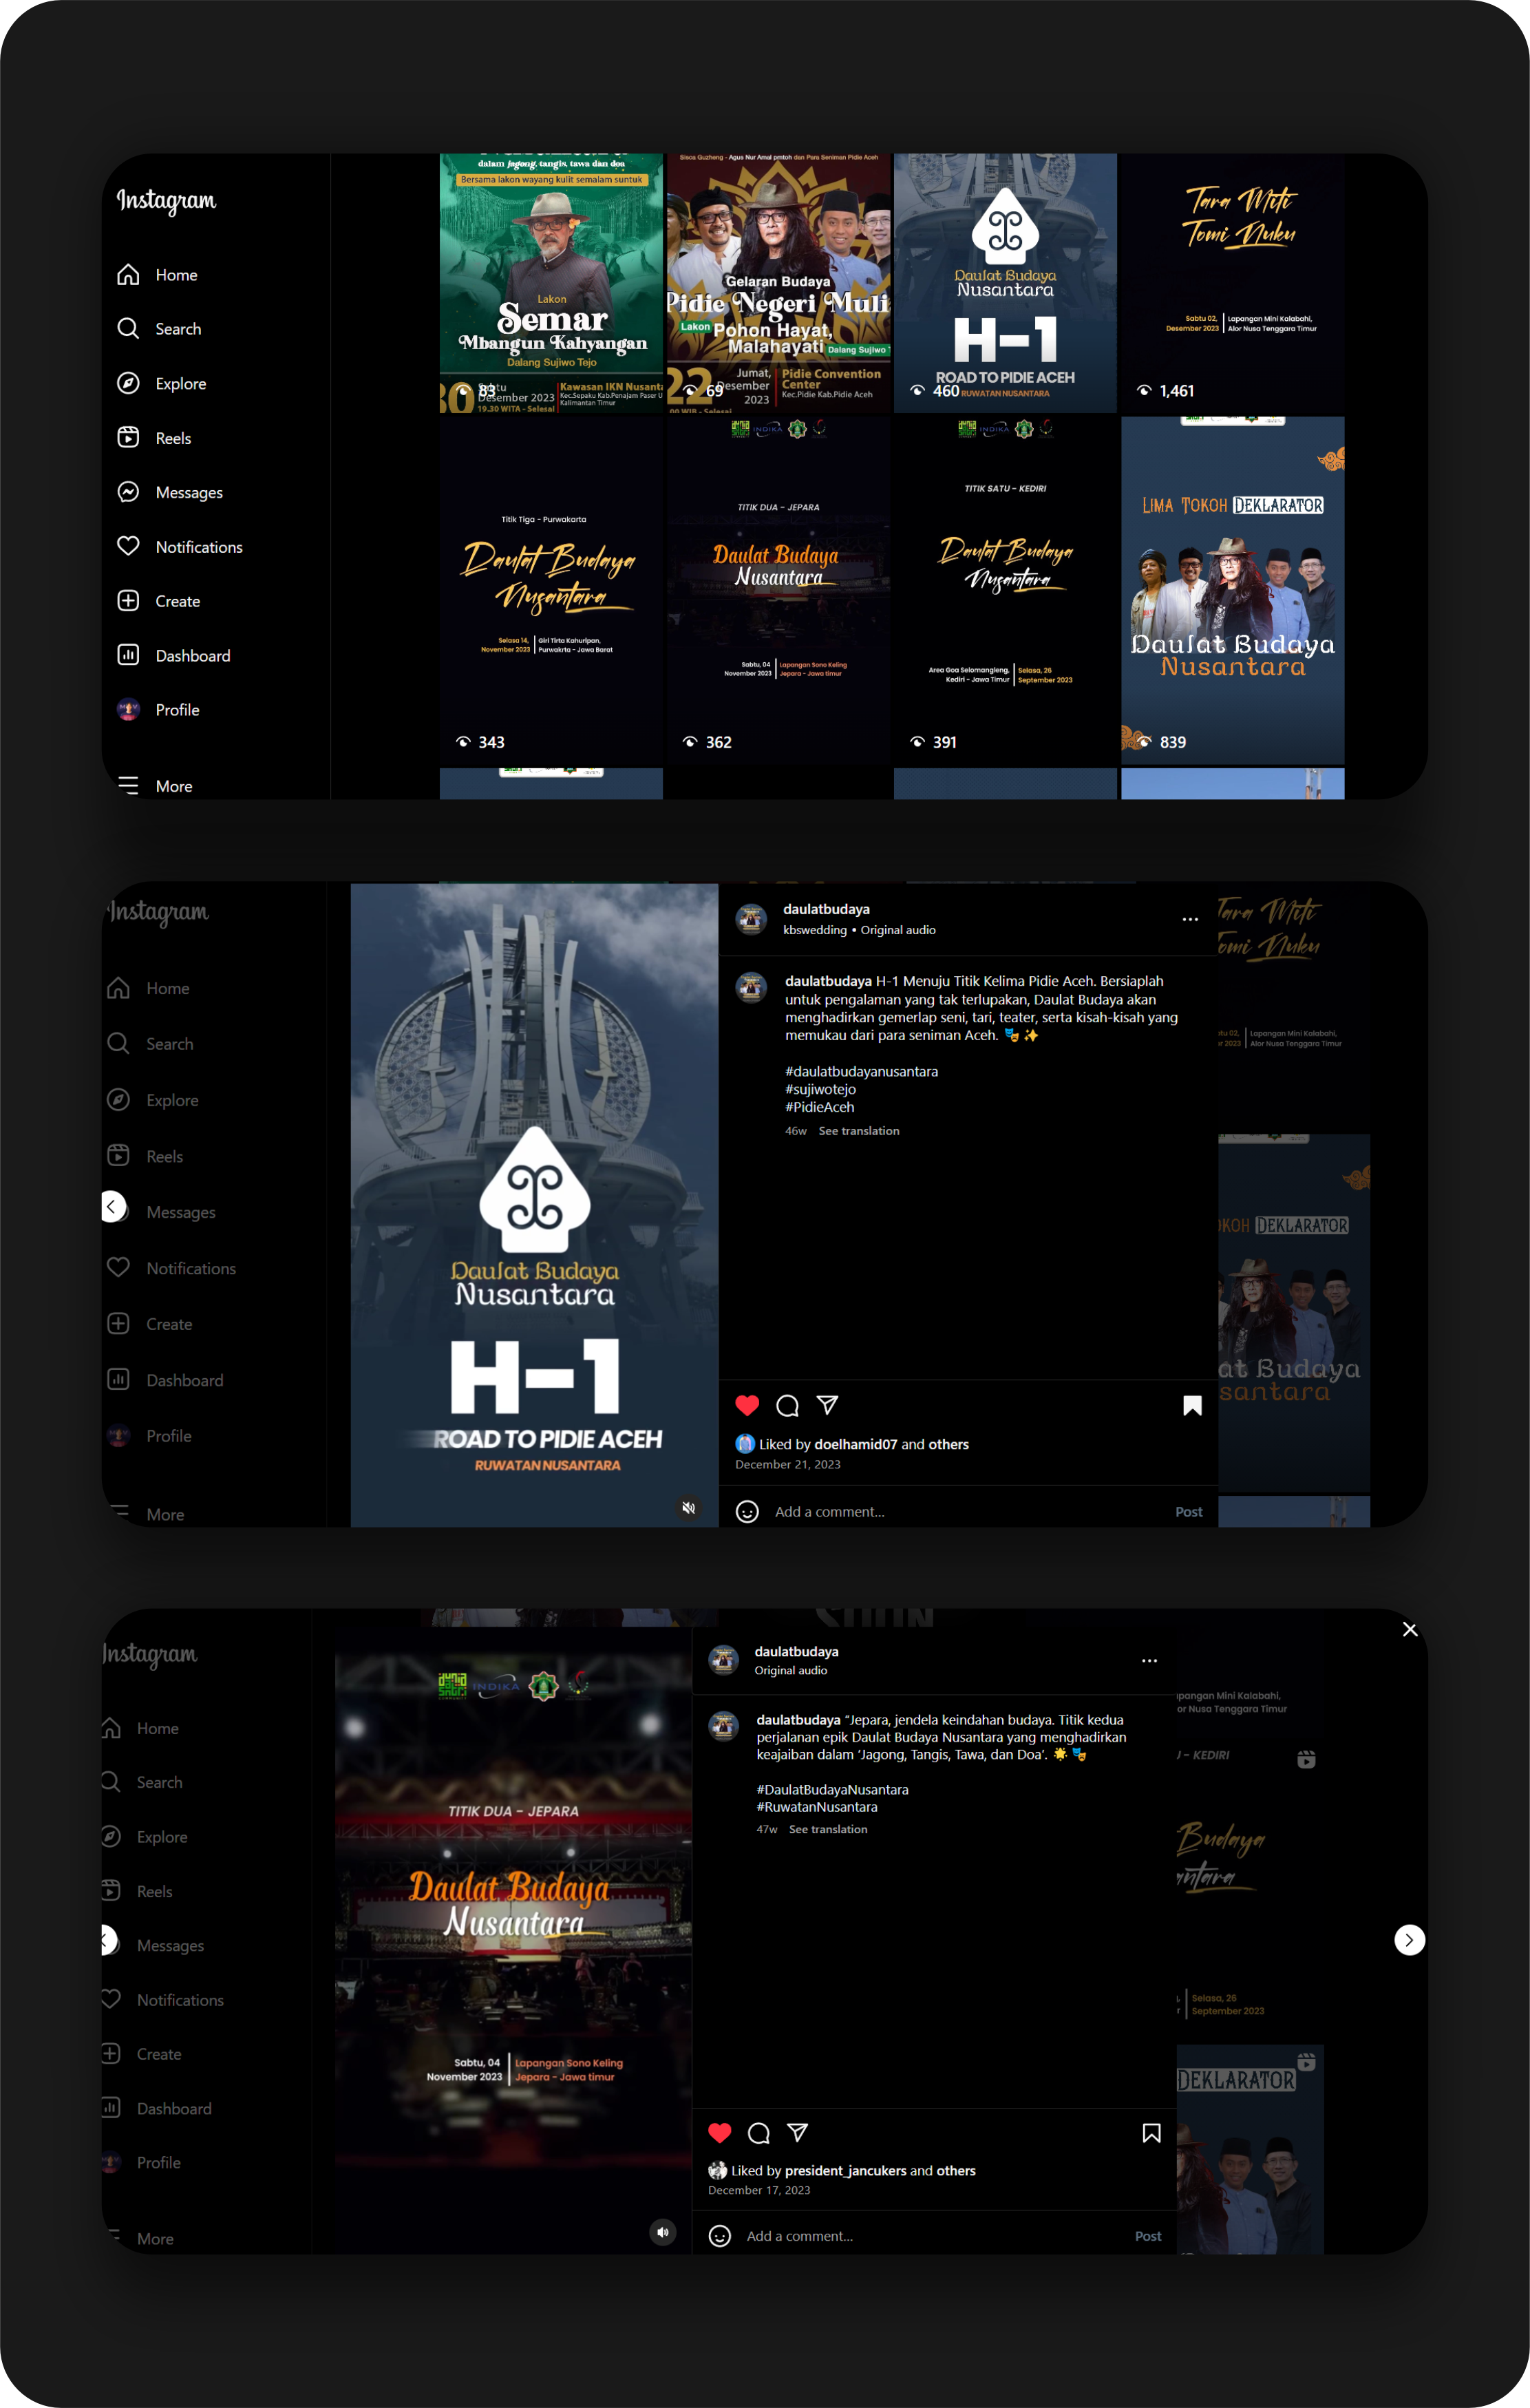 Instagram
Home
Search
Explore
Reels
Messages
Notifications
Create
Dashboard
Profile
More
dalam jagong, tangis, tawa dan doa
Bersama lakon wayang kulit semalam suntuk
Lakon
Semar
Mbangun Kahyangan
Dalang Sujiwo Tejo
30
Sabtu
Desember 2023
19.30 WITA - Selesai
Kawasan IKN Nusanta
Kec.Sepaku Kab.Penajam Paser U
Kalimantan Timur
83
Sisca Guzheng - Agus Nur Amal pmtoh dan Para Seniman Pidie Aceh
Gelaran Budaya
Pidie Negeri Muli
Lakon
Pohon Hayat,
Malahayati
Dalang Sujiwo T
22
Jumat,
Desember
2023
00 WIB - Selesai
Pidie Convention
Center
Kec.Pidie Kab.Pidie Aceh
69
Daulat Budaya
Nusantara
H-1
ROAD TO PIDIE ACEH
RUWATAN NUSANTARA
460
Tara Miti
Tomi Nuku
Sabtu 02,
Desember 2023
Lapangan Mini Kalabahi,
Alor Nusa Tenggara Timur
1,461
Titik Tiga - Purwakarta
Daulat Budaya
Nusantara
Selasa 14,
November 2023
Giri Tirta Kahuripan,
Purwakrta - Jawa Barat
343
INDIKA
TITIK DUA - JEPARA
Daulat Budaya
Nusantara
Sabtu, 04
November 2023
Lapangan Sono Keling
Jepara - Jawa timur
362
INDIKA
TITIK SATU - KEDIRI
Daulat Budaya
Nusantara
Area Goa Selomangleng,
Kediri - Jawa Timur
Selasa, 26
September 2023
391
LIMA TOKOH DEKLARATOR
Daulat Budaya
Nusantara
839
Instagram
Home
Search
Explore
Reels
Messages
Notifications
Create
Dashboard
Profile
More
Daulat Budaya
Nusantara
H-1
ROAD TO PIDIE ACEH
RUWATAN NUSANTARA
daulatbudaya
kbswedding • Original audio
daulatbudaya H-1 Menuju Titik Kelima Pidie Aceh. Bersiaplah
untuk pengalaman yang tak terlupakan, Daulat Budaya akan
menghadirkan gemerlap seni, tari, teater, serta kisah-kisah yang
memukau dari para seniman Aceh. 🎭✨
#daulatbudayanusantara
#sujiwotejo
#PidieAceh
46w See translation
Liked by doelhamid07 and others
December 21, 2023
Add a comment...
Post
Tara Miti
Tomi Nuku
tu 02,
r 2023
Lapangan Mini Kalabahi,
Alor Nusa Tenggara Timur
OKOH DEKLARATOR
at Budaya
santara
Instagram
Home
Search
Explore
Reels
Messages
Notifications
Create
Dashboard
Profile
More
dunia
santri
COMMUNITY
INDIKA
TITIK DUA - JEPARA
Daulat Budaya
Nusantara
Sabtu, 04
November 2023
Lapangan Sono Keling
Jepara - Jawa timur
daulatbudaya
Original audio
daulatbudaya "Jepara, jendela keindahan budaya. Titik kedua
perjalanan epik Daulat Budaya Nusantara yang menghadirkan
keajaiban dalam 'Jagong, Tangis, Tawa, dan Doa'. 🌟🎭
#DaulatBudayaNusantara
#RuwatanNusantara
47w See translation
Liked by president_jancukers and others
December 17, 2023
Add a comment...
Post
apangan Mini Kalabahi,
or Nusa Tenggara Timur
U - KEDIRI
Budaya
antara
Selasa, 26
September 2023
DEKLARATOR